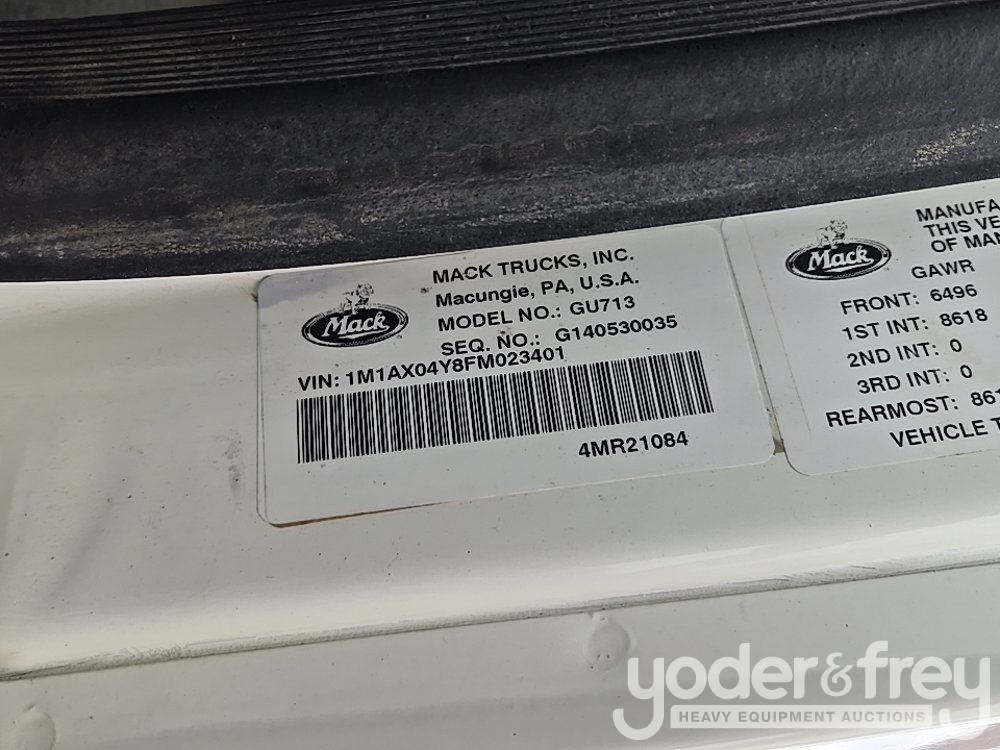 Mack
MACK TRUCKS, INC.
Macungie, PA, U.S.A.
MODEL NO.: GU713
SEQ. NO.: G140530035
VIN: 1M1AX04Y8FM023401
4MR21084
Mack
MANUFA
THIS VE
OF MAN
GAWR
FRONT: 6496
1ST INT: 8618
2ND INT: 0
3RD INT: 0
REARMOST: 861
VEHICLE T
yoder&frey
HEAVY EQUIPMENT AUCTIONS